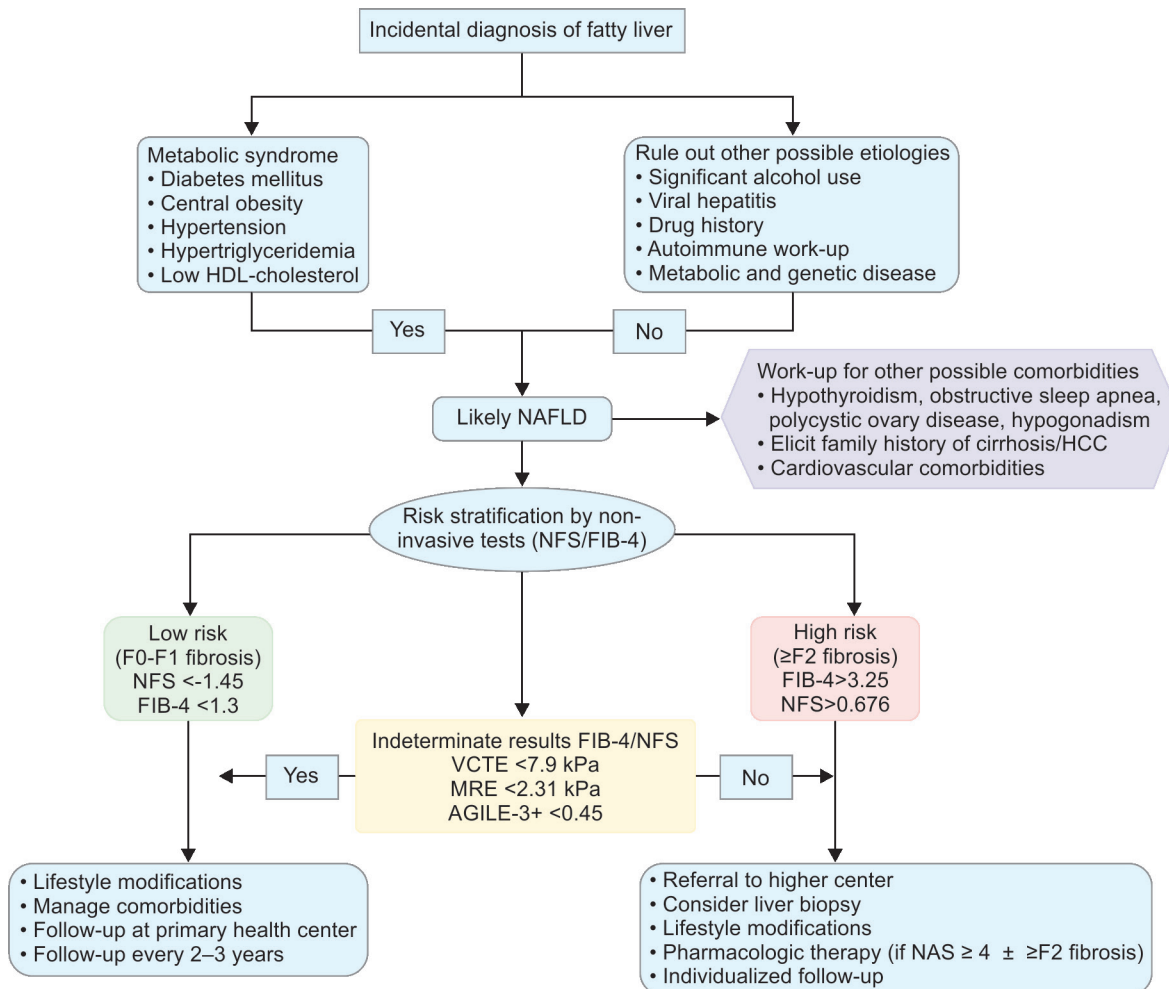 Incidental diagnosis of fatty liver
Metabolic syndrome
• Diabetes mellitus
• Central obesity
• Hypertension
• Hypertriglyceridemia
• Low HDL-cholesterol
Rule out other possible etiologies
• Significant alcohol use
• Viral hepatitis
• Drug history
• Autoimmune work-up
• Metabolic and genetic disease
Yes
No
Likely NAFLD
Work-up for other possible comorbidities
• Hypothyroidism, obstructive sleep apnea,
polycystic ovary disease, hypogonadism
• Elicit family history of cirrhosis/HCC
• Cardiovascular comorbidities
Risk stratification by non-
invasive tests (NFS/FIB-4)
Low risk
(F0-F1 fibrosis)
NFS <-1.45
FIB-4 <1.3
High risk
(≥F2 fibrosis)
FIB-4>3.25
NFS>0.676
Indeterminate results FIB-4/NFS
VCTE <7.9 kPa
MRE <2.31 kPa
AGILE-3+ <0.45
Yes
No
• Lifestyle modifications
• Manage comorbidities
• Follow-up at primary health center
• Follow-up every 2–3 years
• Referral to higher center
• Consider liver biopsy
• Lifestyle modifications
• Pharmacologic therapy (if NAS ≥ 4 ± ≥F2 fibrosis)
• Individualized follow-up